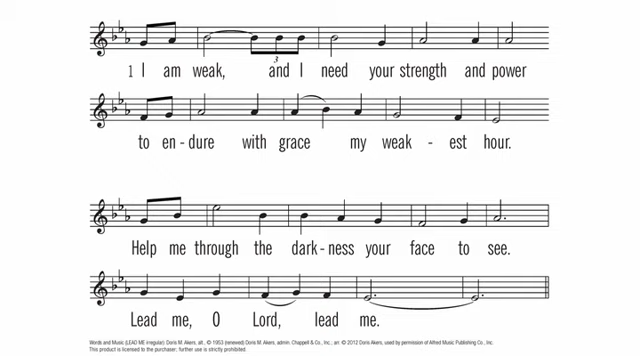 3
1 I am weak, and I need your strength and power
to en - dure with grace my weak - est hour.
Help me through the dark - ness your face to see.
Lead me, O Lord, lead me.
Words and Music (LEAD ME irregular): Doris M. Akers, alt., © 1953 (renewed) Doris M. Akers, admin. Chappell & Co., Inc.; arr. © 2012 Doris Akers, used by permission of Alfred Music Publishing Co., Inc.
This product is licensed to the purchaser; further use is strictly prohibited.